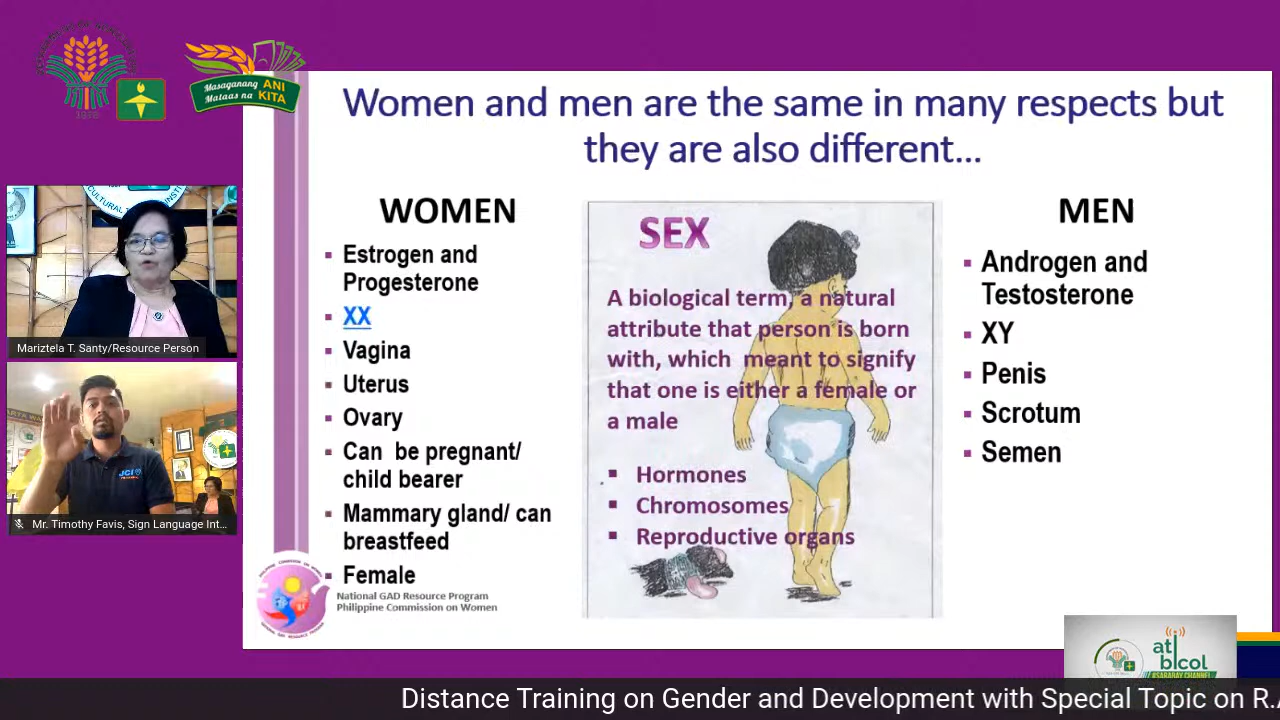 Masaganang ANI
Mataas na KITA
Women and men are the same in many respects but
they are also different...
WOMEN
Estrogen and
Progesterone
XX
Vagina
Uterus
Ovary
Can be pregnant/
child bearer
Mammary gland/ can
breastfeed
Female
National GAD Resource Program
Philippine Commission on Women
SEX
A biological term, a natural
attribute that person is born
with, which meant to signify
that one is either a female or
a male
Hormones
Chromosomes
Reproductive organs
MEN
Androgen and
Testosterone
XY
Penis
Scrotum
Semen
Mariztela T. Santy/Resource Person
JCI
Mr. Timothy Favis, Sign Language Int...
ati
bicol
#SARABAY CHANNEL
Distance Training on Gender and Development with Special Topic on R.